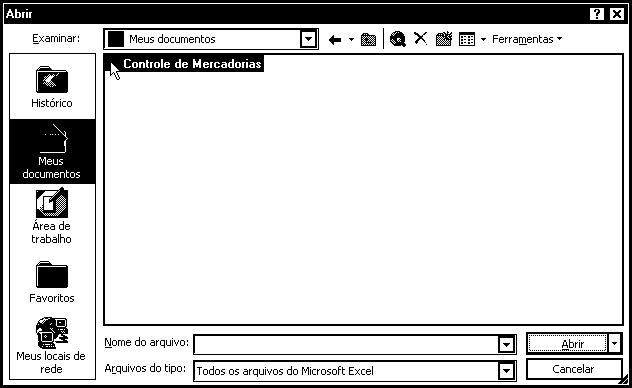 Abrir
Examinar:
Meus documentos
Ferramentas
Controle de Mercadorias
Histórico
Meus
documentos
Área de
trabalho
Favoritos
Meus locais de
rede
Nome do arquivo:
Abrir
Arquivos do tipo:
Todos os arquivos do Microsoft Excel
Cancelar